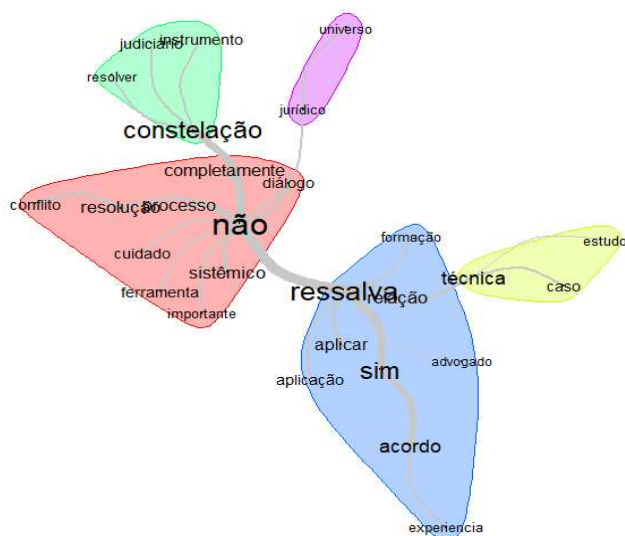 universo
judiciário
instrumento
resolver
jurídico
constelação
completamente
diálogo
conflito
resolução
processo
não
cuidado
sistêmico
ferramenta
importante
formação
estudo
técnica
caso
ressalva
relação
aplicar
advogado
sim
aplicação
acordo
experiencia